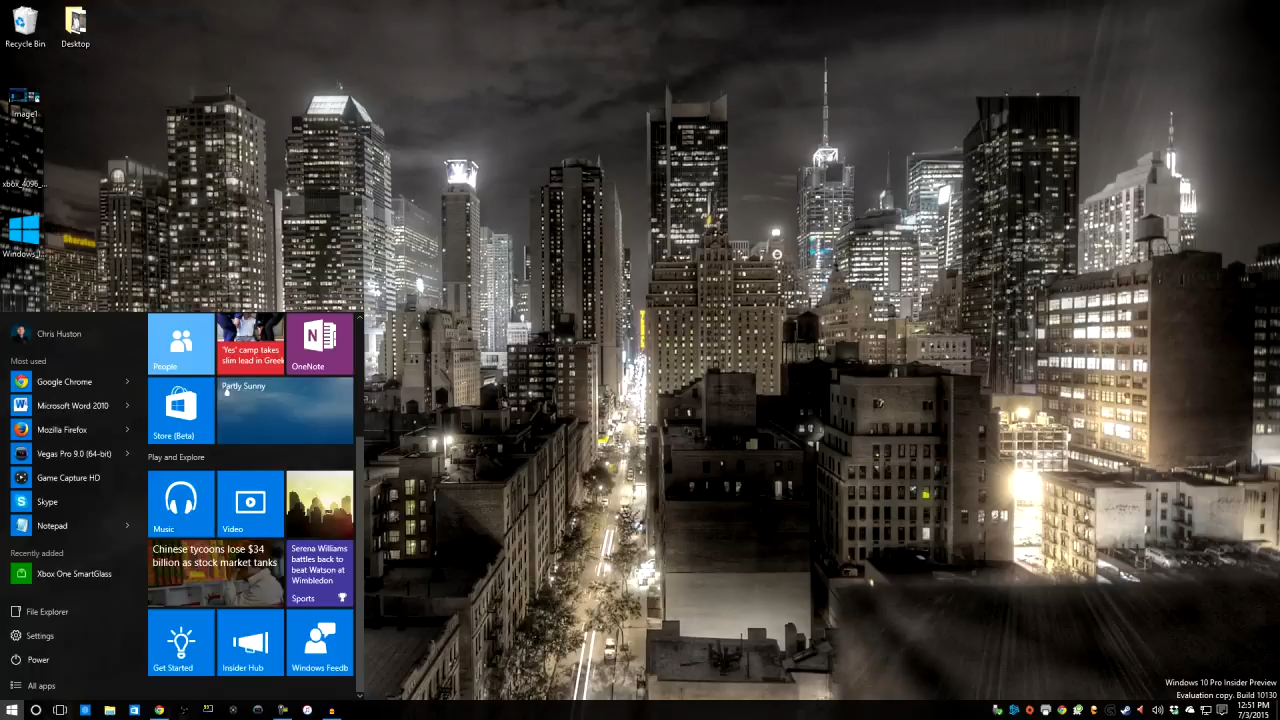 Recycle Bin
Desktop
Image1
xbox_4096_...
Windows_l...
Sheraton
Chris Huston
Most used
Google Chrome
Microsoft Word 2010
Mozilla Firefox
Vegas Pro 9.0 (64-bit)
Game Capture HD
Skype
Notepad
Recently added
Xbox One SmartGlass
File Explorer
Settings
Power
All apps
People
'Yes' camp takes
slim lead in Greek
OneNote
Store (Beta)
Partly Sunny
Play and Explore
Music
Video
Chinese tycoons lose $34
billion as stock market tanks
Serena Williams
battles back to
beat Watson at
Wimbledon
Sports
Get Started
Insider Hub
Windows Feedb
Windows 10 Pro Insider Preview
Evaluation copy. Build 10130
12:51 PM
7/3/2015